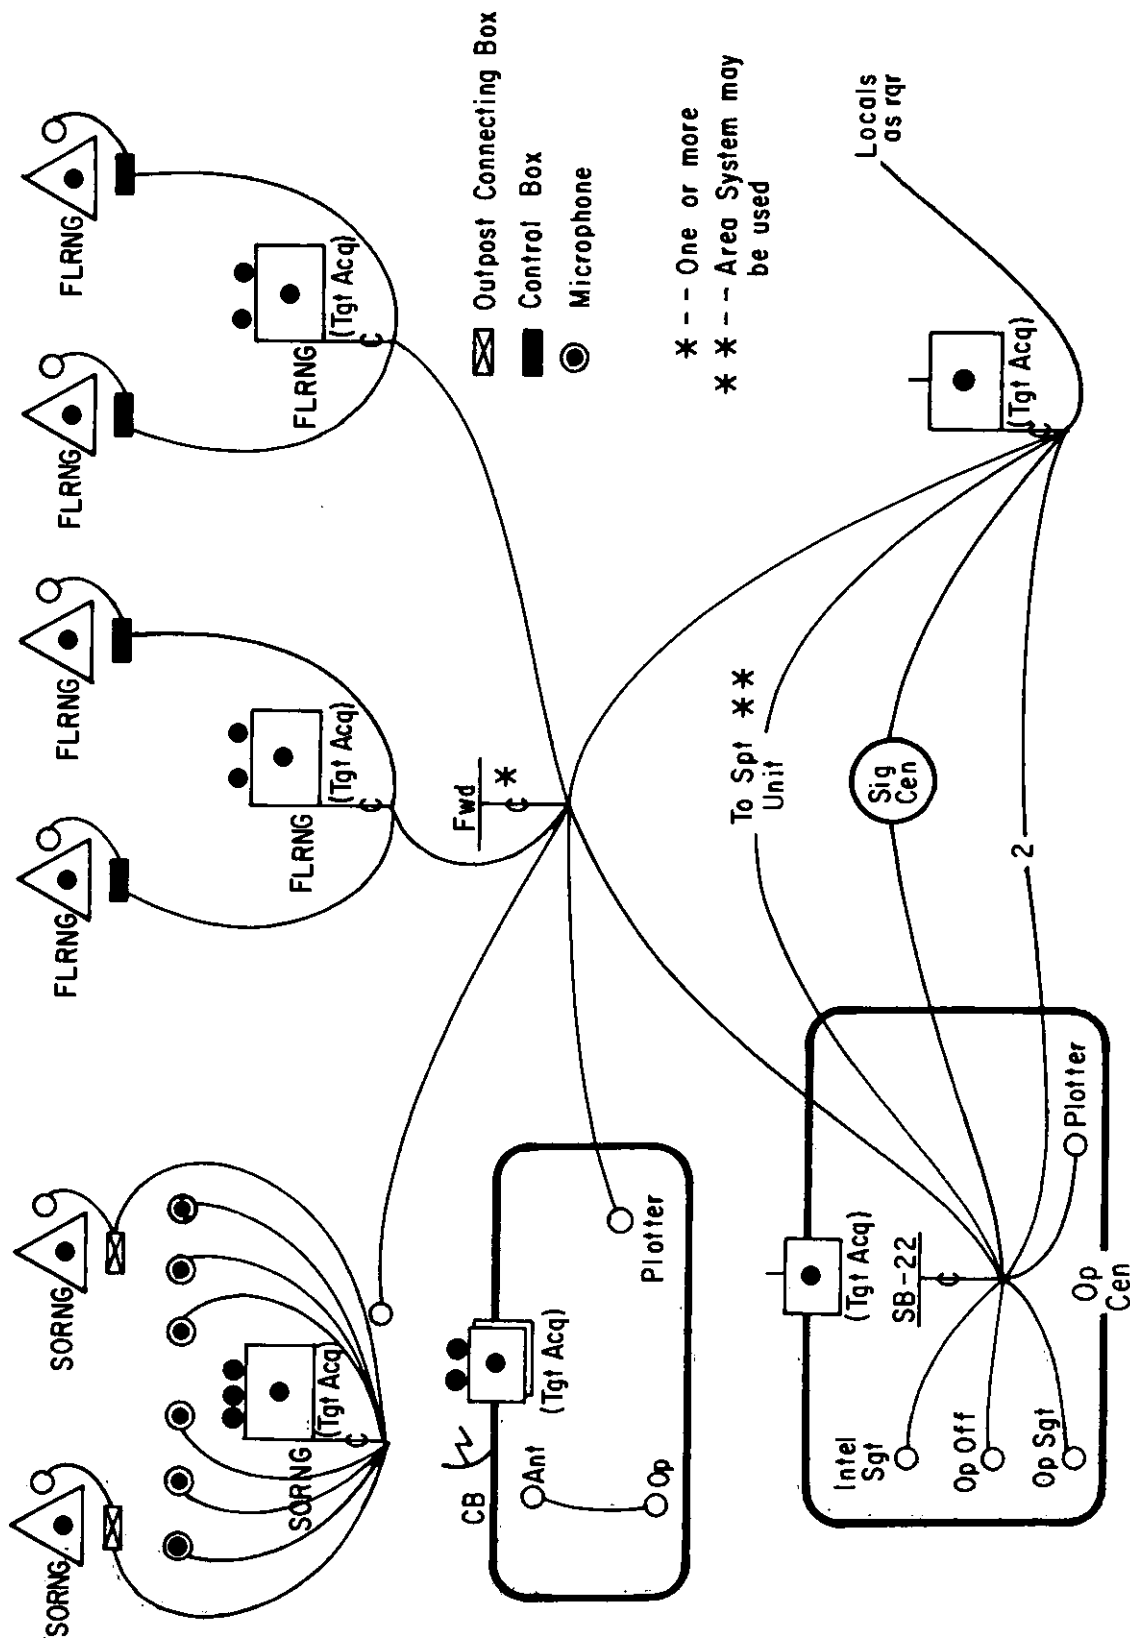 SORNG
SORNG
FLRNG
FLRNG
FLRNG
FLRNG
SORNG
(Tgt Acq)
FLRNG
(Tgt Acq)
FLRNG
(Tgt Acq)
CB
Ant
Op
(Tgt Acq)
Plotter
Fwd
*
C
Outpost Connecting Box
Control Box
Microphone
* -- One or more
* * -- Area System may
be used
To Spt * *
Unit
Sig
Cen
2
(Tgt Acq)
SB-22
Intel
Sgt
Op Off
Op Sgt
Plotter
Op
Cen
(Tgt Acq)
Locals
as rqr